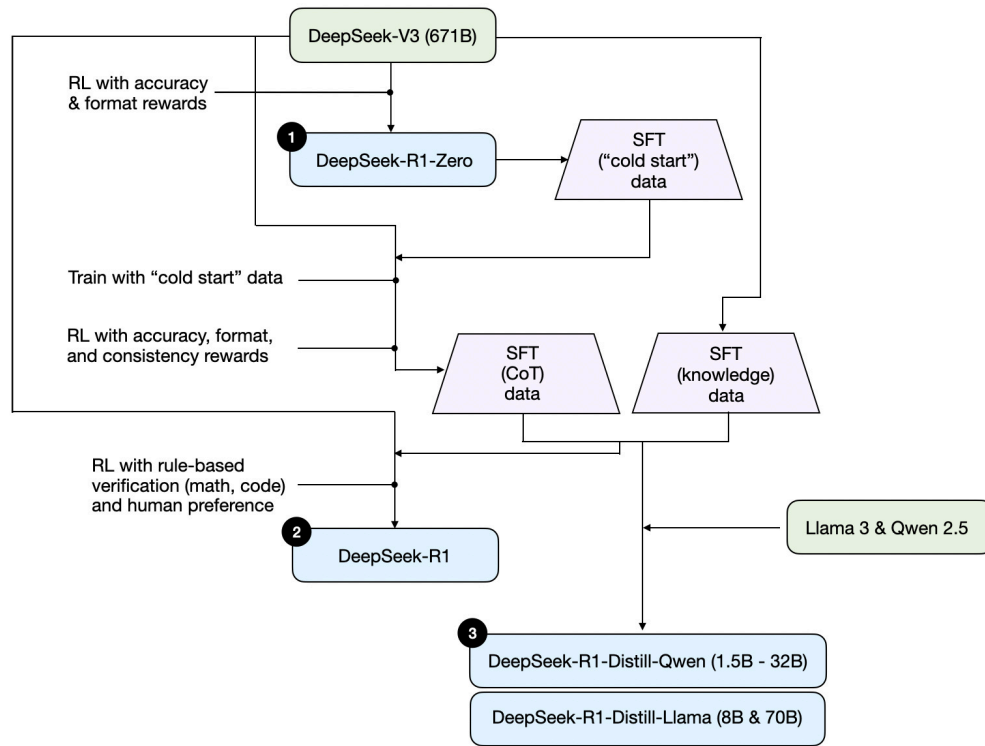 DeepSeek-V3 (671B)
RL with accuracy
& format rewards
1
DeepSeek-R1-Zero
SFT
(“cold start”)
data
Train with “cold start” data
RL with accuracy, format,
and consistency rewards
SFT
(CoT)
data
SFT
(knowledge)
data
RL with rule-based
verification (math, code)
and human preference
2
DeepSeek-R1
Llama 3 & Qwen 2.5
3
DeepSeek-R1-Distill-Qwen (1.5B - 32B)
DeepSeek-R1-Distill-Llama (8B & 70B)